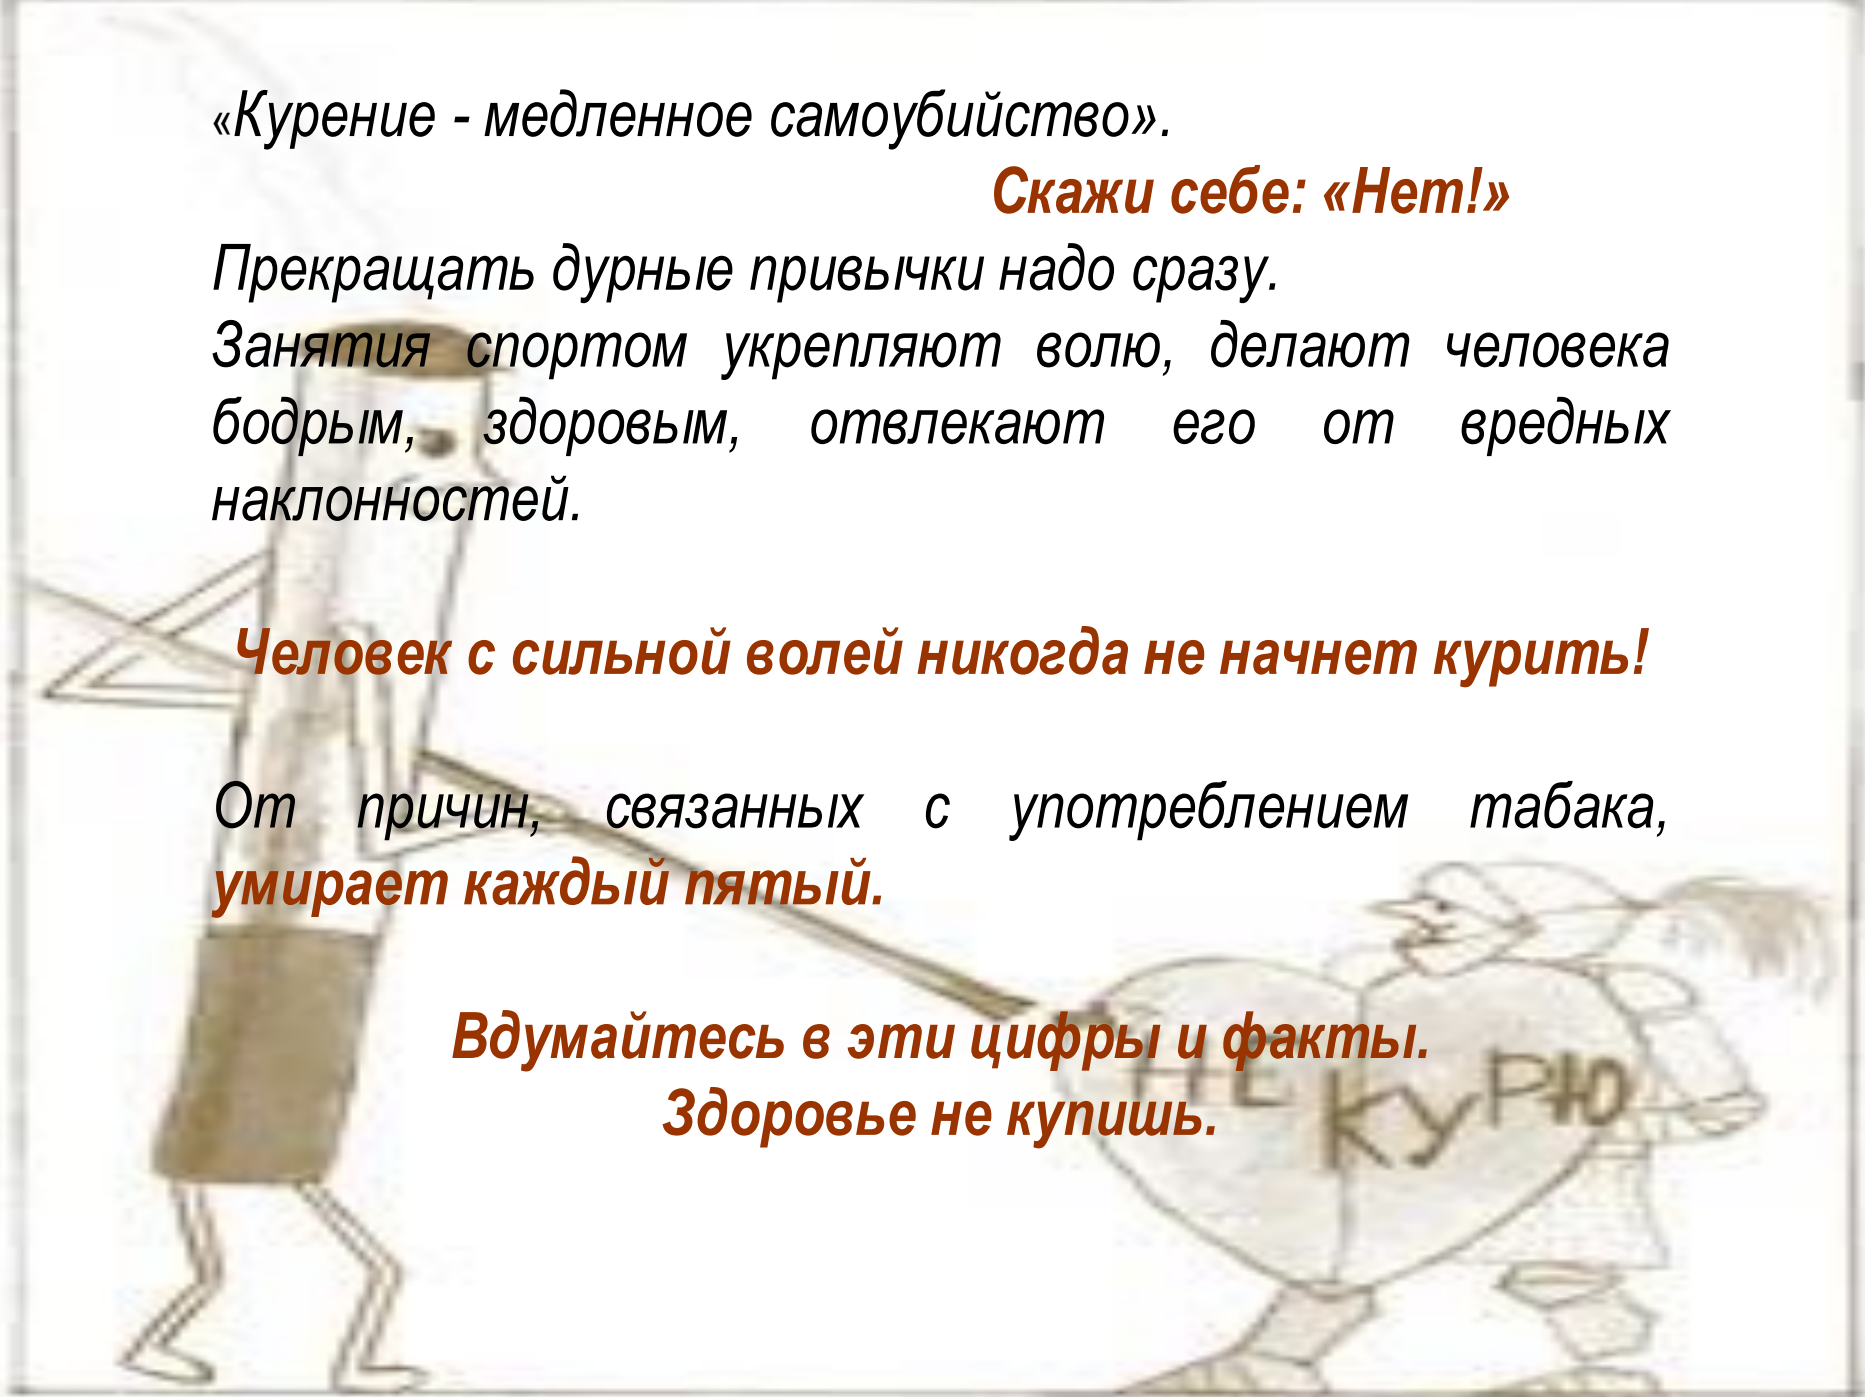 «Курение - медленное самоубийство».
Скажи себе: «Нет!»
Прекращать дурные привычки надо сразу.
Занятия спортом укрепляют волю, делают человека
бодрым, здоровым, отвлекают его от вредных
наклонностей.
Человек с сильной волей никогда не начнет курить!
От причин, связанных с употреблением табака,
умирает каждый пятый.
Вдумайтесь в эти цифры и факты.
Здоровье не купишь.
НЕ КУРЮ